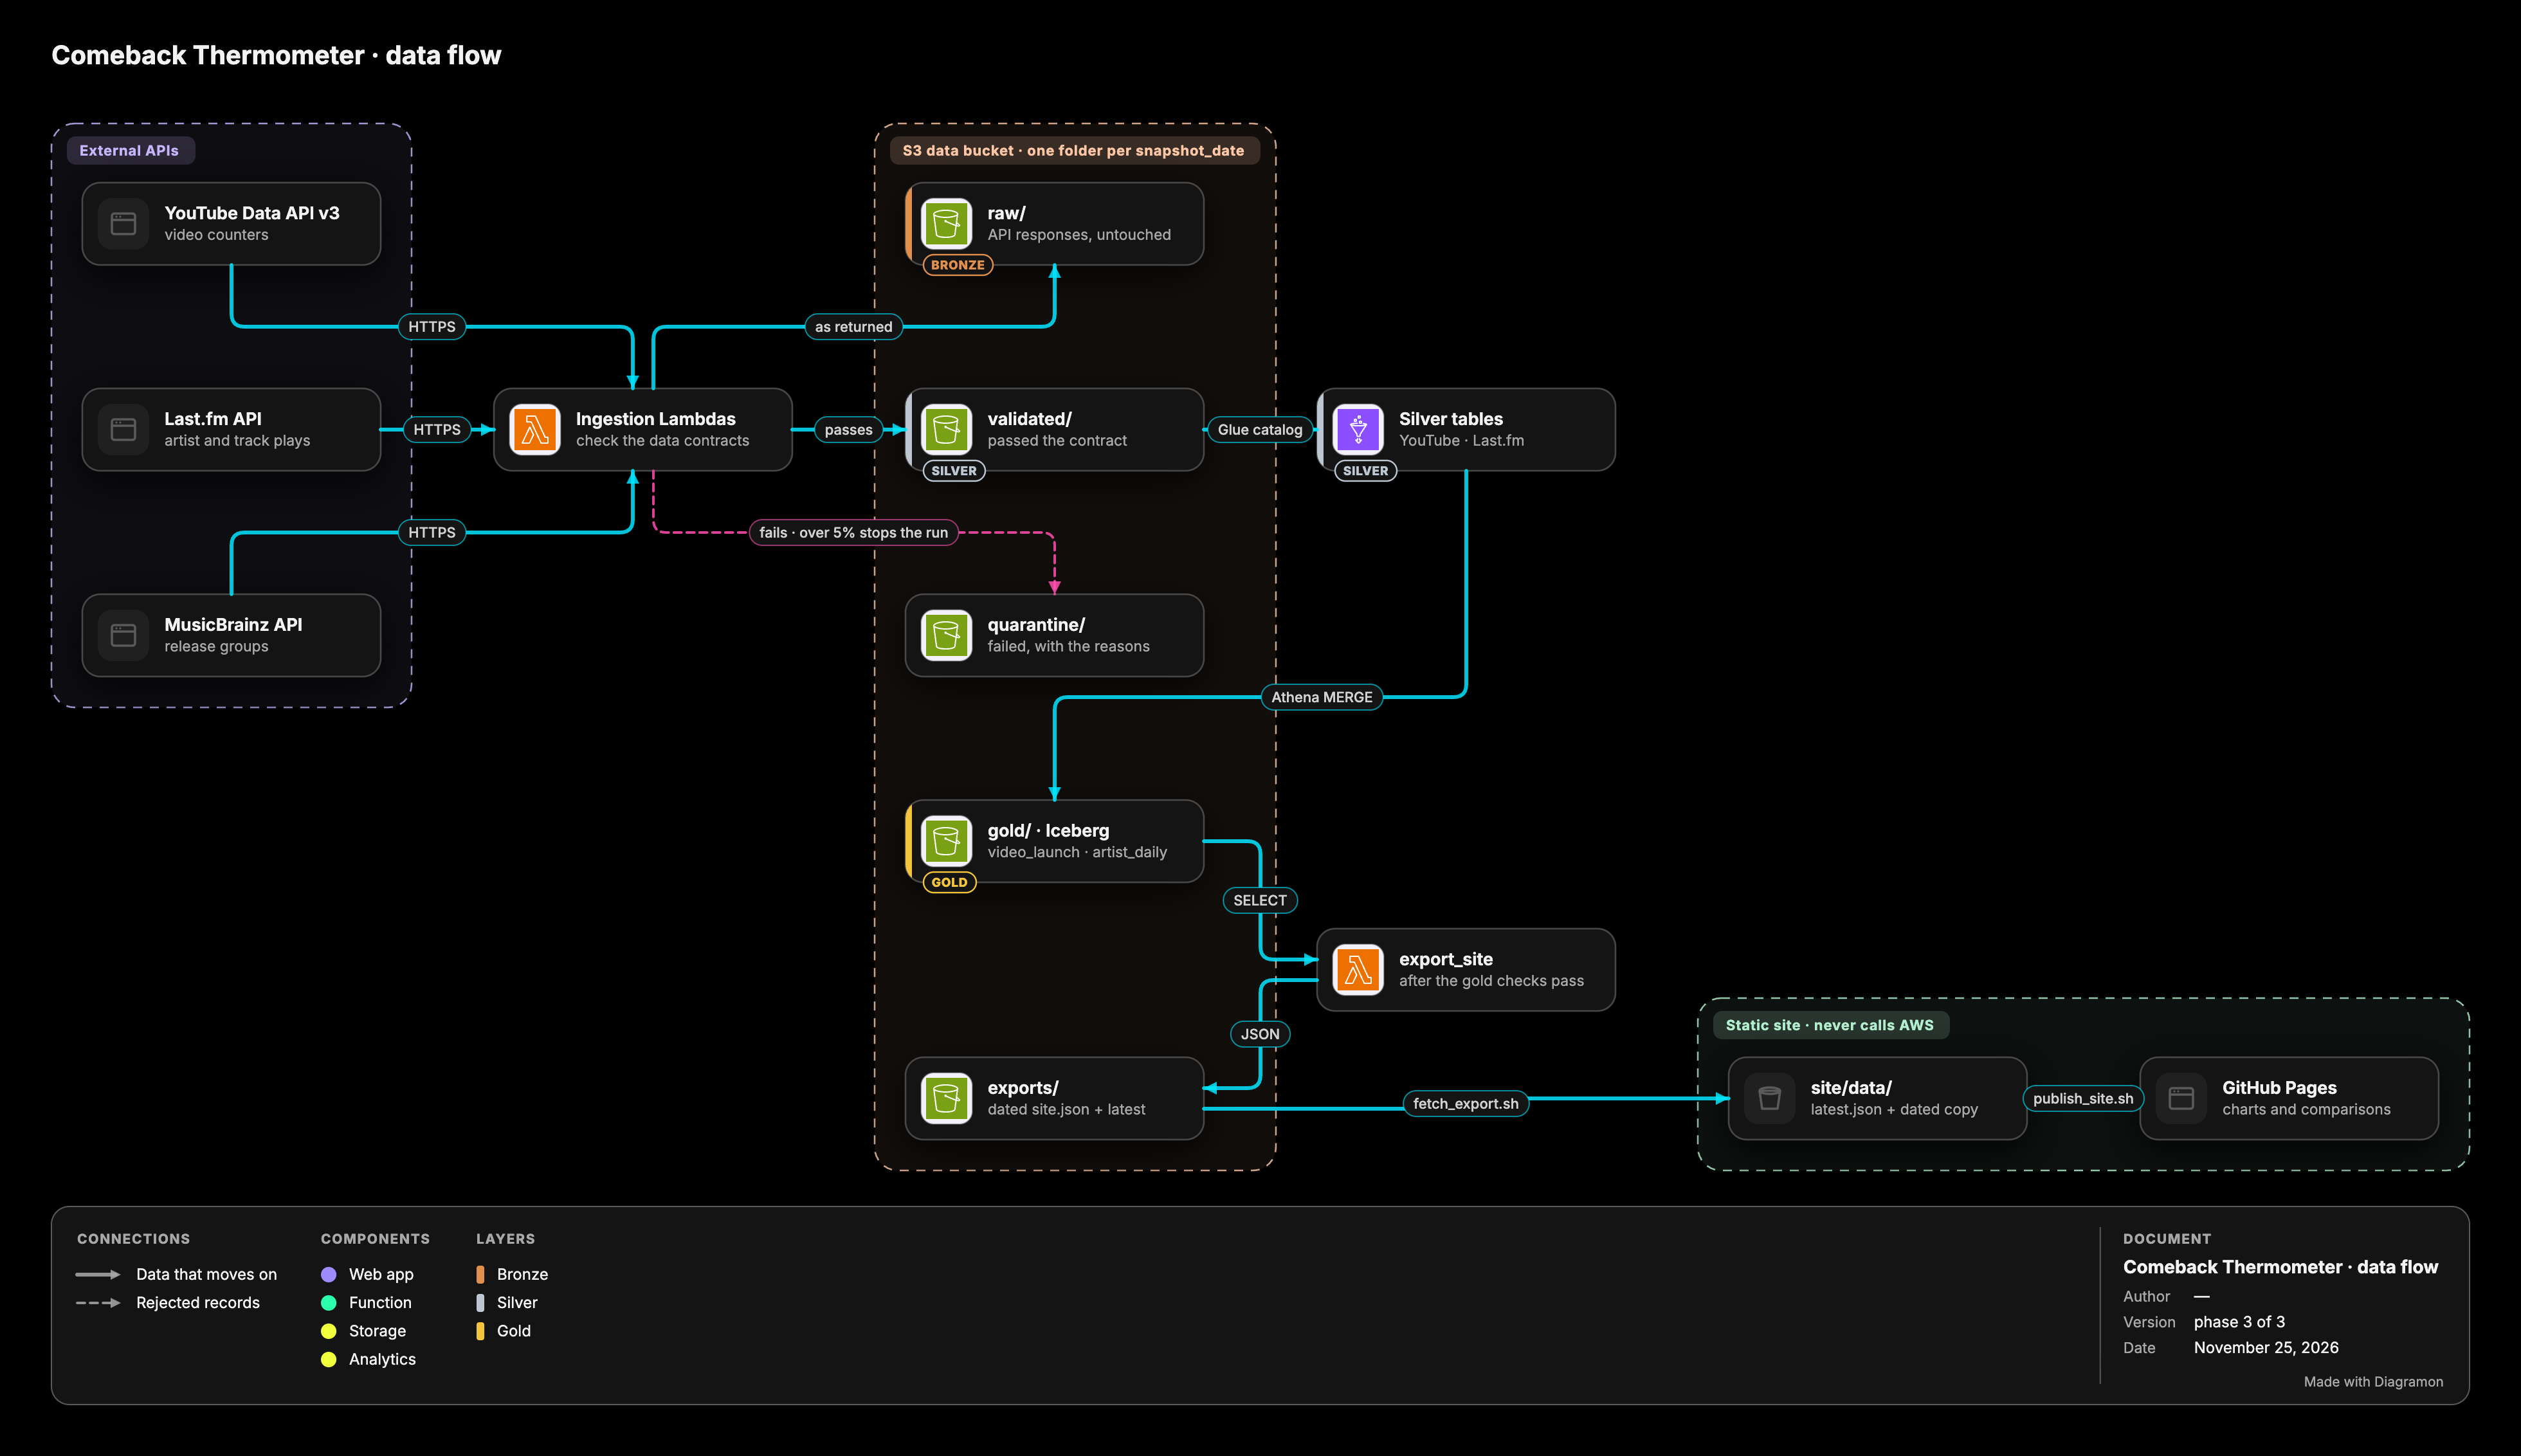 Comeback Thermometer · data flow
External APIs
YouTube Data API v3
video counters
HTTPS
Last.fm API
artist and track plays
HTTPS
MusicBrainz API
release groups
HTTPS
Ingestion Lambdas
check the data contracts
as returned
passes
fails · over 5% stops the run
S3 data bucket · one folder per snapshot_date
raw/
API responses, untouched
BRONZE
validated/
passed the contract
SILVER
Glue catalog
Silver tables
YouTube · Last.fm
SILVER
quarantine/
failed, with the reasons
Athena MERGE
gold/ · Iceberg
video_launch · artist_daily
GOLD
SELECT
export_site
after the gold checks pass
JSON
exports/
dated site.json + latest
fetch_export.sh
Static site · never calls AWS
site/data/
latest.json + dated copy
publish_site.sh
GitHub Pages
charts and comparisons
CONNECTIONS
Data that moves on
Rejected records
COMPONENTS
Web app
Function
Storage
Analytics
LAYERS
Bronze
Silver
Gold
DOCUMENT
Comeback Thermometer · data flow
Author —
Version phase 3 of 3
Date November 25, 2026
Made with Diagramon